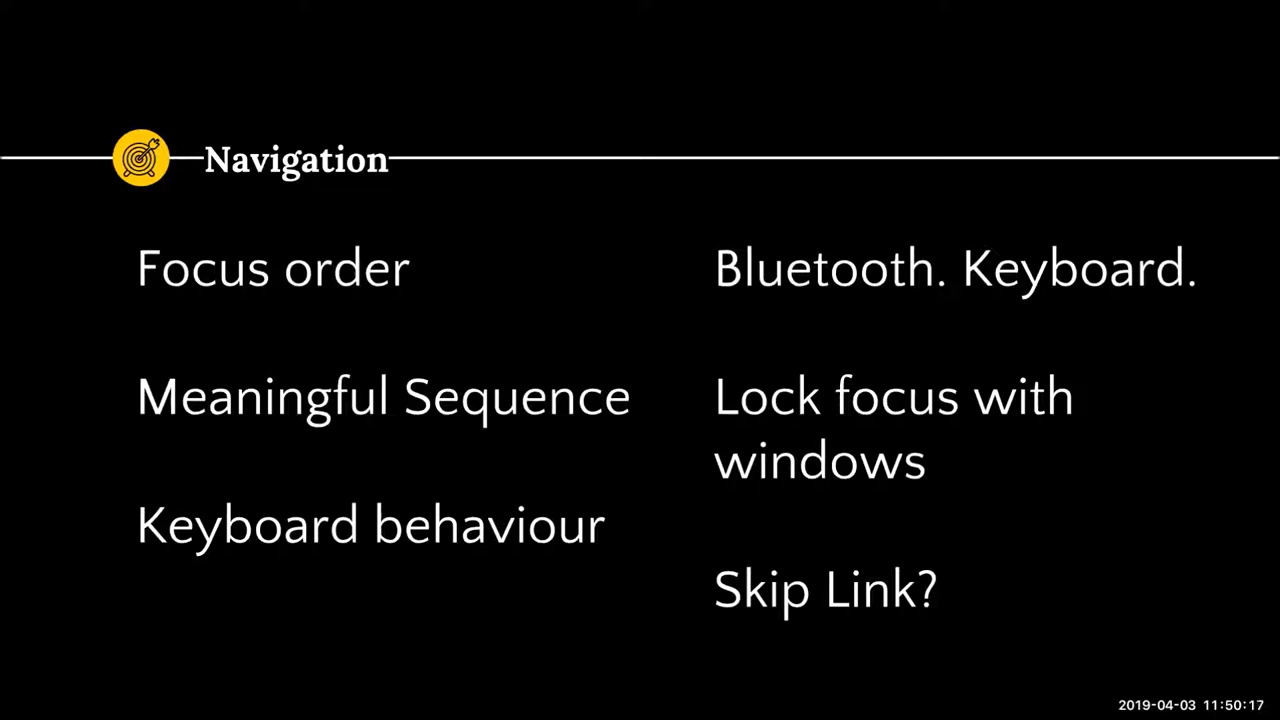 Navigation
Focus order
Meaningful Sequence
Keyboard behaviour
Bluetooth. Keyboard.
Lock focus with
windows
Skip Link?
2019-04-03 11:50:17